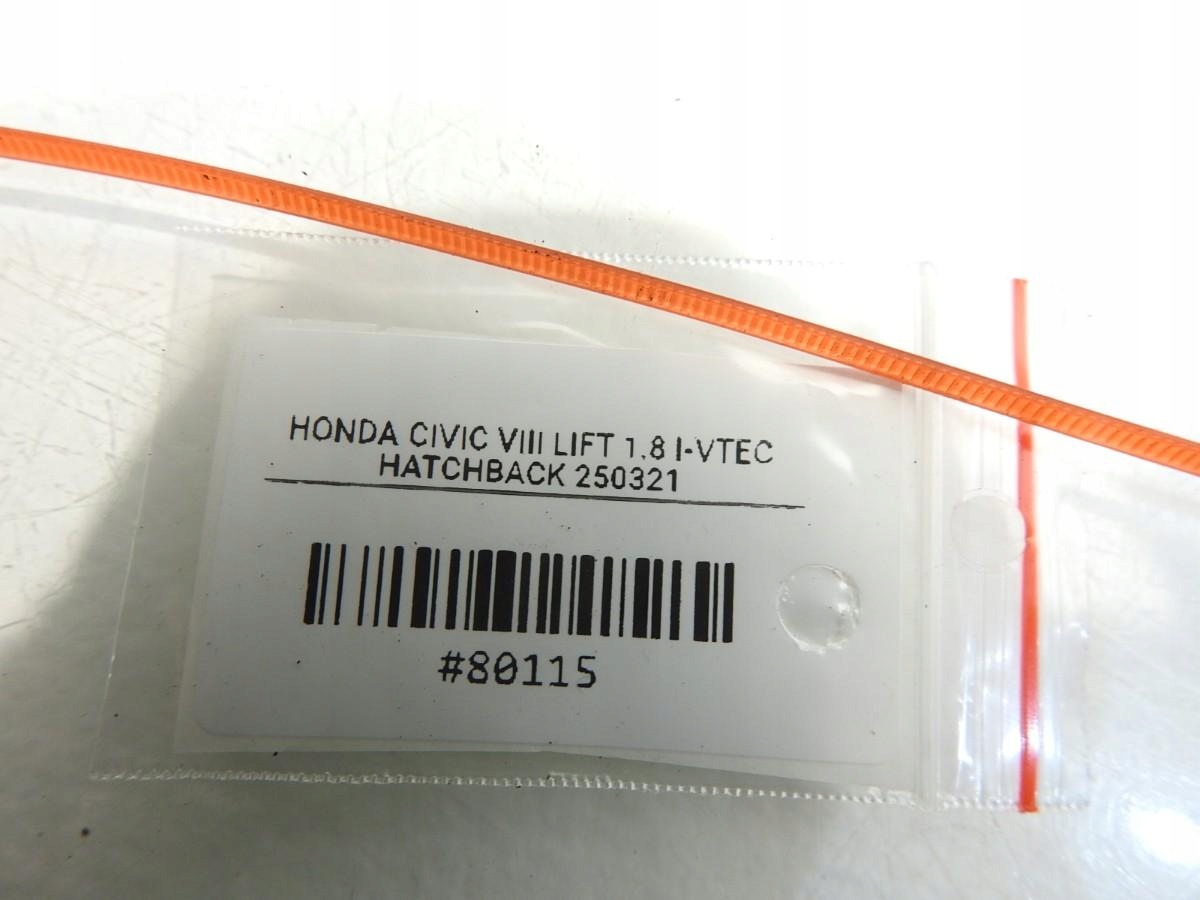 HONDA CIVIC VIII LIFT 1.8 I-VTEC
HATCHBACK 250321
#80115